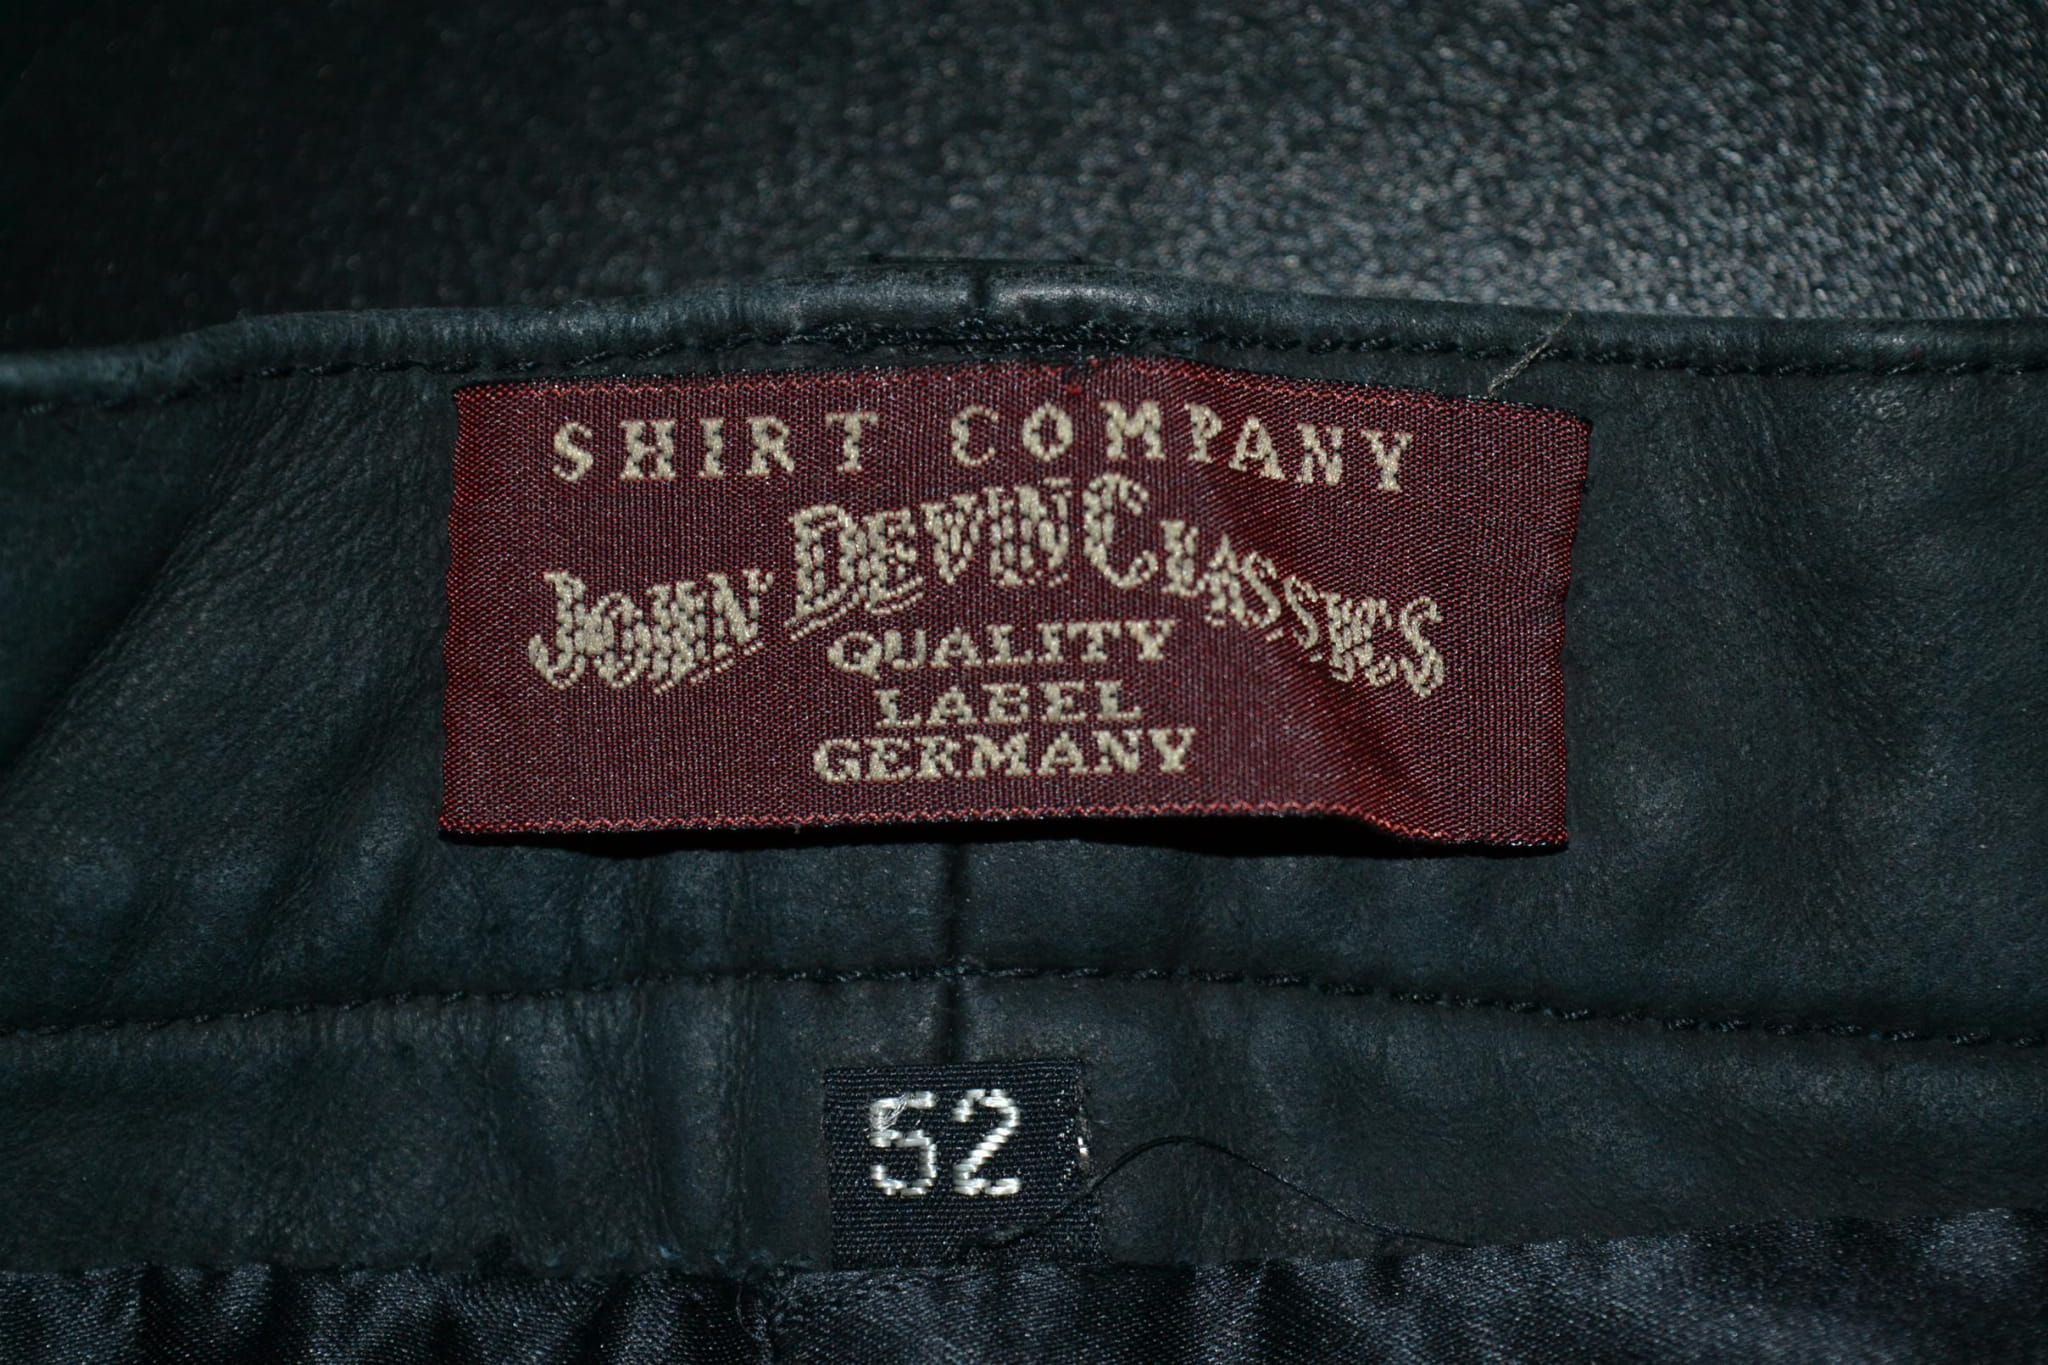 SHIRT COMPANY
JOHN DEVIN CLASSICS
QUALITY
LABEL
GERMANY
52